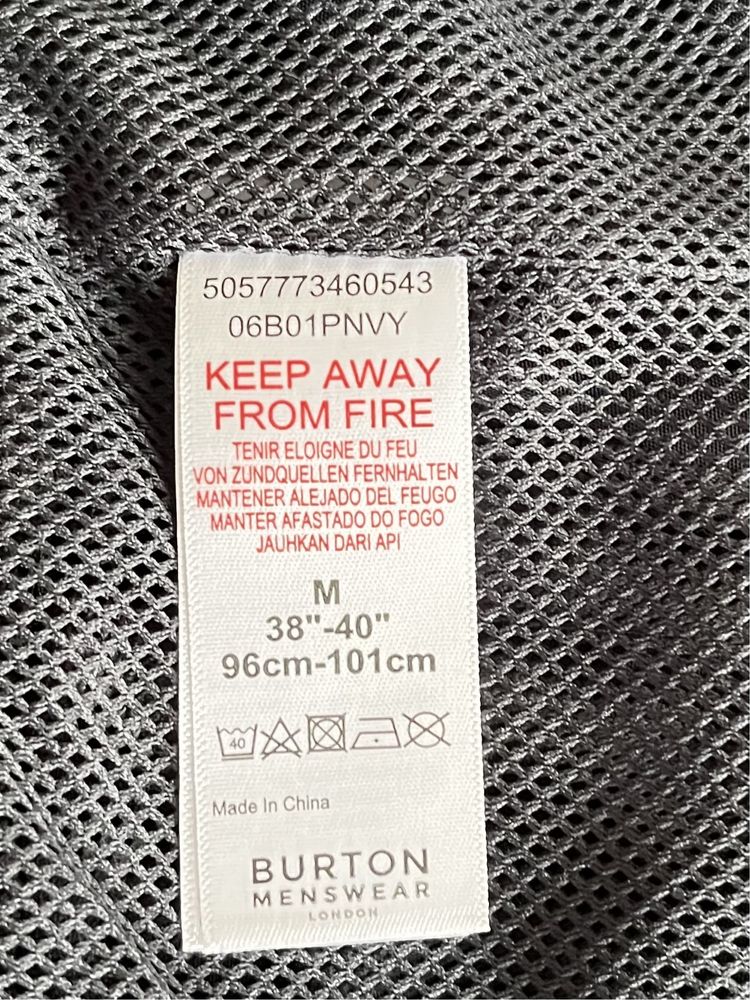 5057773460543
06B01PNVY
KEEP AWAY
FROM FIRE
TENIR ELOIGNE DU FEU
VON ZUNDQUELLEN FERNHALTEN
MANTENER ALEJADO DEL FEUGO
MANTER AFASTADO DO FOGO
JAUHKAN DARI API
M
38"-40"
96cm-101cm
40
Made In China
BURTON
MENSWEAR
LONDON